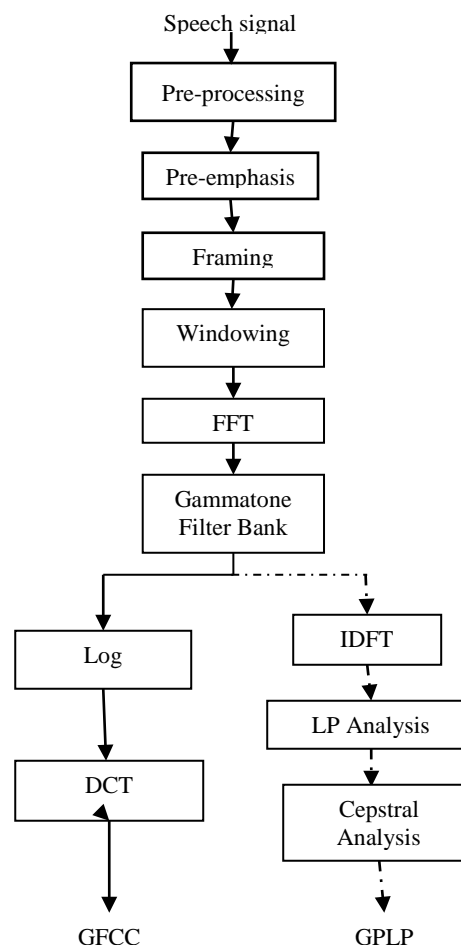 Speech signal
Pre-processing
Pre-emphasis
Framing
Windowing
FFT
Gammatone
Filter Bank
Log
DCT
GFCC
IDFT
LP Analysis
Cepstral
Analysis
GPLP